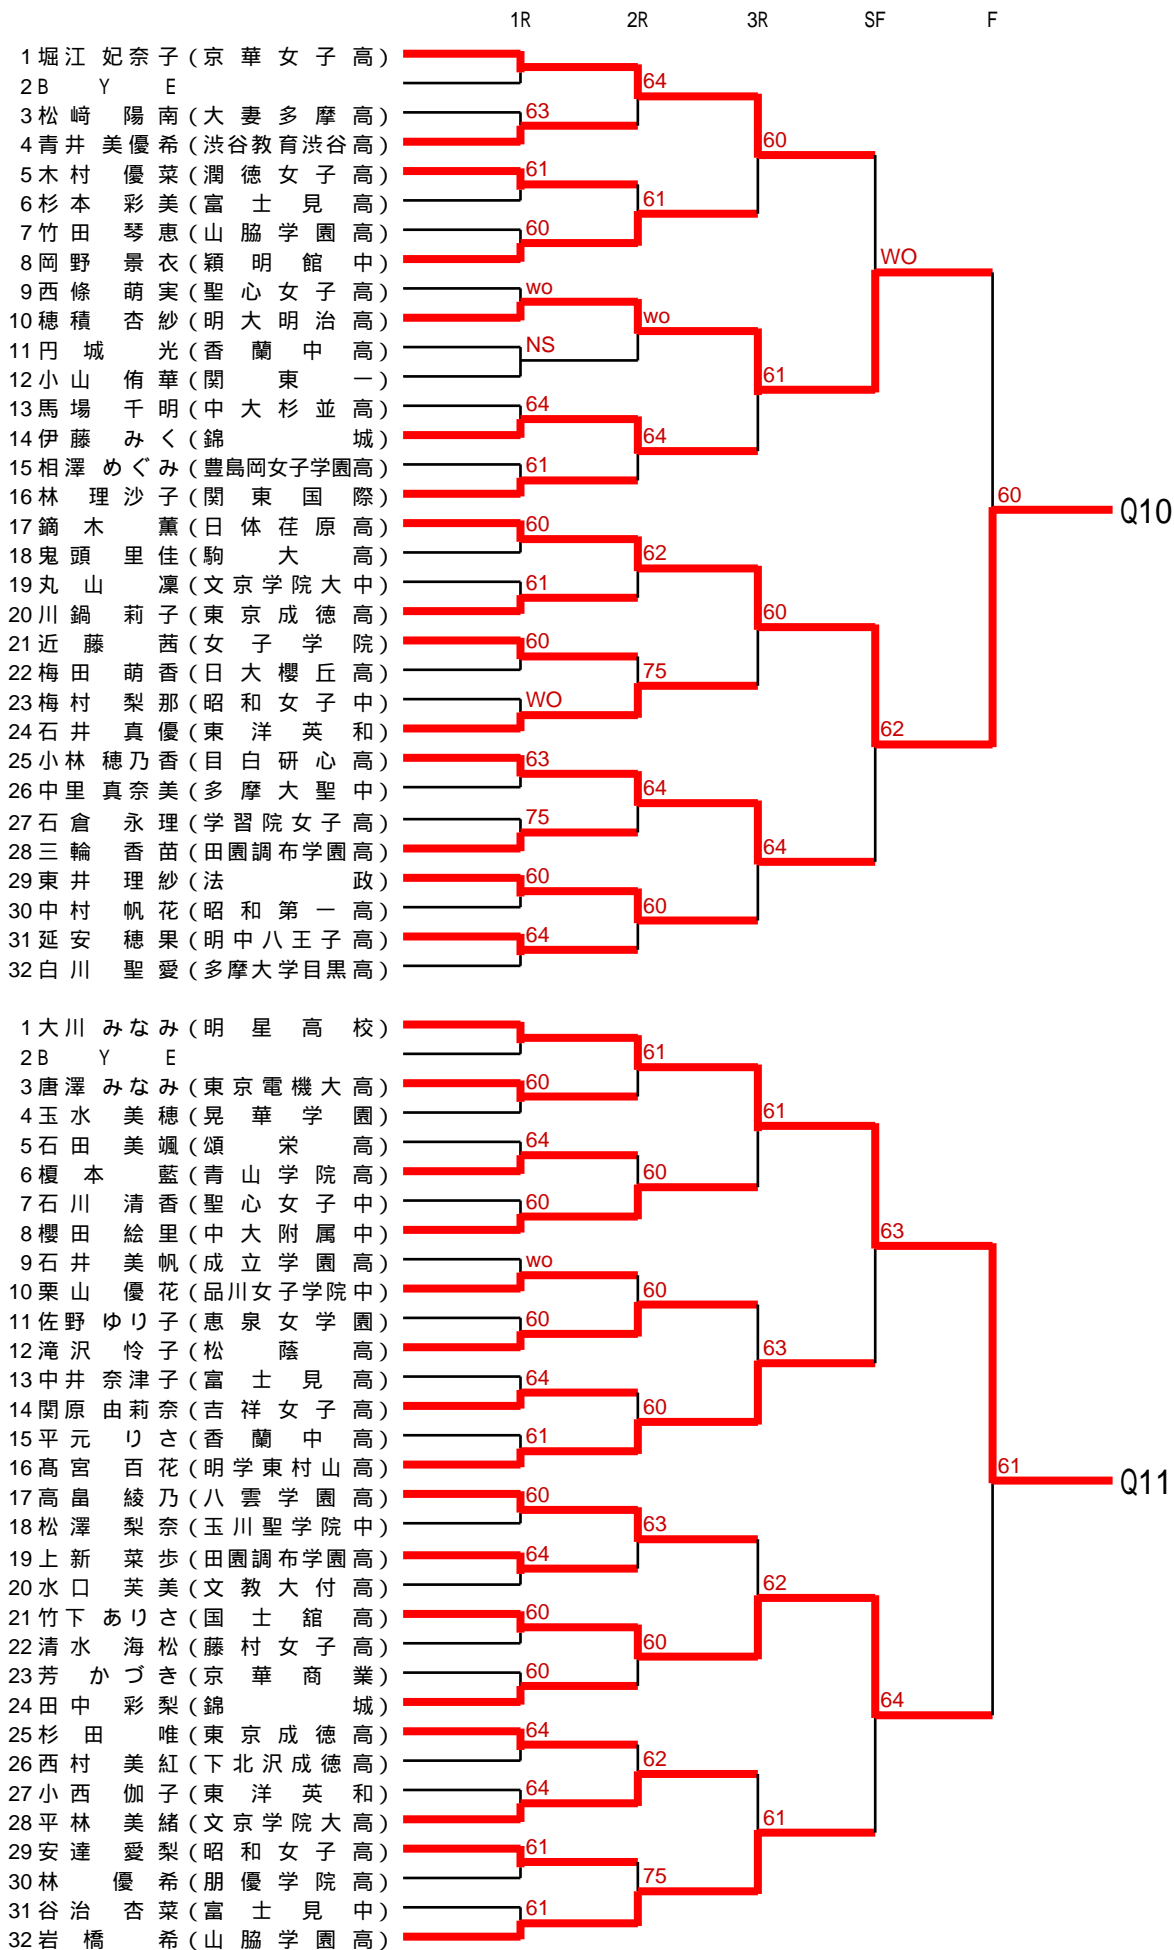 1R 2R 3R SF F
1 堀江 妃奈子 (京華女子高)
2 BYE
64
3 松﨑 陽南 (大妻多摩高)
63
4 青井 美優希 (渋谷教育渋谷高)
60
5 木村 優菜 (潤徳女子高)
61
6 杉本 彩美 (富士見高)
61
7 竹田 琴恵 (山脇学園高)
60
8 岡野 景衣 (穎明館中)
WO
9 西條 萌実 (聖心女子高)
wo
10 穂積 杏紗 (明大明治高)
wo
11 円城 光 (香蘭中高)
NS
12 小山 侑華 (関東一)
61
13 馬場 千明 (中大杉並高)
64
14 伊藤 みく (錦城)
64
15 相澤 めぐみ (豊島岡女子学園高)
61
16 林 理沙子 (関東国際)
60
Q10
17 鏑木 薫 (日体荏原高)
60
18 鬼頭 里佳 (駒大高)
62
19 丸山 凜 (文京学院大中)
61
20 川鍋 莉子 (東京成徳高)
60
21 近藤 茜 (女子学院)
60
22 梅田 萌香 (日大櫻丘高)
75
23 梅村 梨那 (昭和女子中)
WO
24 石井 真優 (東洋英和)
62
25 小林 穂乃香 (目白研心高)
63
26 中里 真奈美 (多摩大聖中)
64
27 石倉 永理 (学習院女子高)
75
28 三輪 香苗 (田園調布学園高)
64
29 東井 理紗 (法政)
60
30 中村 帆花 (昭和第一高)
60
31 延安 穂果 (明中八王子高)
64
32 白川 聖愛 (多摩大学目黒高)
1 大川 みなみ (明星高校)
2 BYE
61
3 唐澤 みなみ (東京電機大高)
60
4 玉水 美穂 (晃華学園)
61
5 石田 美颯 (頌栄高)
64
6 榎本 藍 (青山学院高)
60
7 石川 清香 (聖心女子中)
60
8 櫻田 絵里 (中大附属中)
63
9 石井 美帆 (成立学園高)
wo
10 栗山 優花 (品川女子学院中)
60
11 佐野 ゆり子 (恵泉女学園)
60
12 滝沢 怜子 (松蔭高)
63
13 中井 奈津子 (富士見高)
64
14 関原 由莉奈 (吉祥女子高)
60
15 平元 りさ (香蘭中高)
61
16 髙宮 百花 (明学東村山高)
61
Q11
17 高畠 綾乃 (八雲学園高)
60
18 松澤 梨奈 (玉川聖学院中)
63
19 上新 菜歩 (田園調布学園高)
64
20 水口 芙美 (文教大付高)
62
21 竹下 ありさ (国士舘高)
60
22 清水 海松 (藤村女子高)
60
23 芳 かづき (京華商業)
60
24 田中 彩梨 (錦城)
64
25 杉田 唯 (東京成徳高)
64
26 西村 美紅 (下北沢成徳高)
62
27 小西 伽子 (東洋英和)
64
28 平林 美緒 (文京学院大高)
61
29 安達 愛梨 (昭和女子高)
61
30 林 優希 (朋優学院高)
75
31 谷治 杏菜 (富士見中)
61
32 岩橋 希 (山脇学園高)